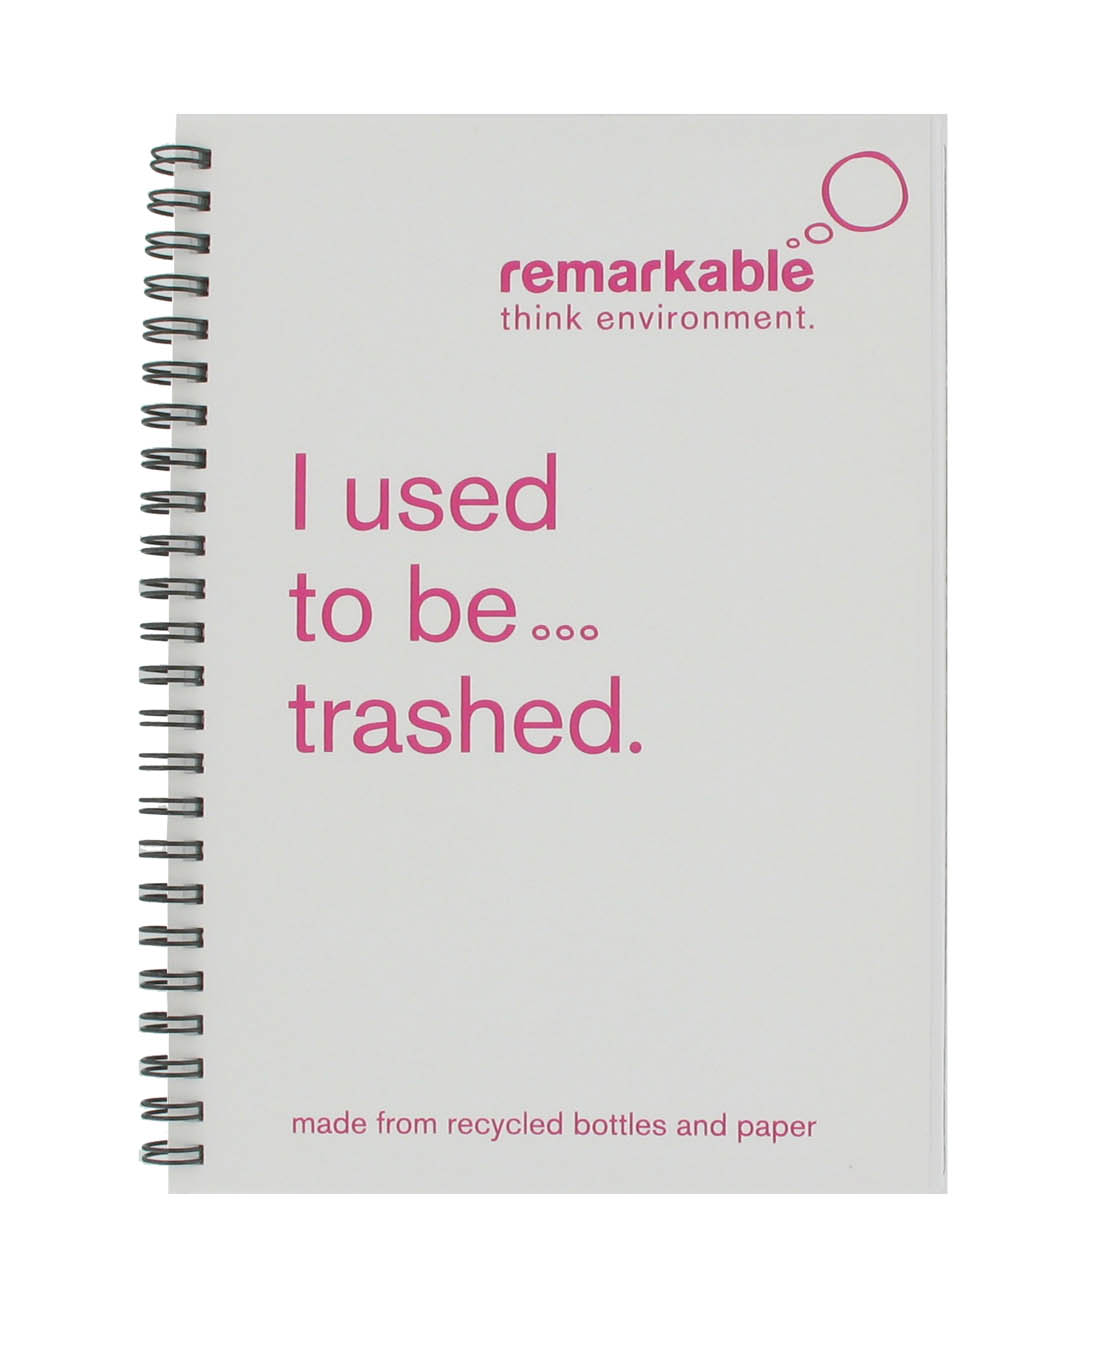 remarkable
think environment.
I used
to be...
trashed.
made from recycled bottles and paper